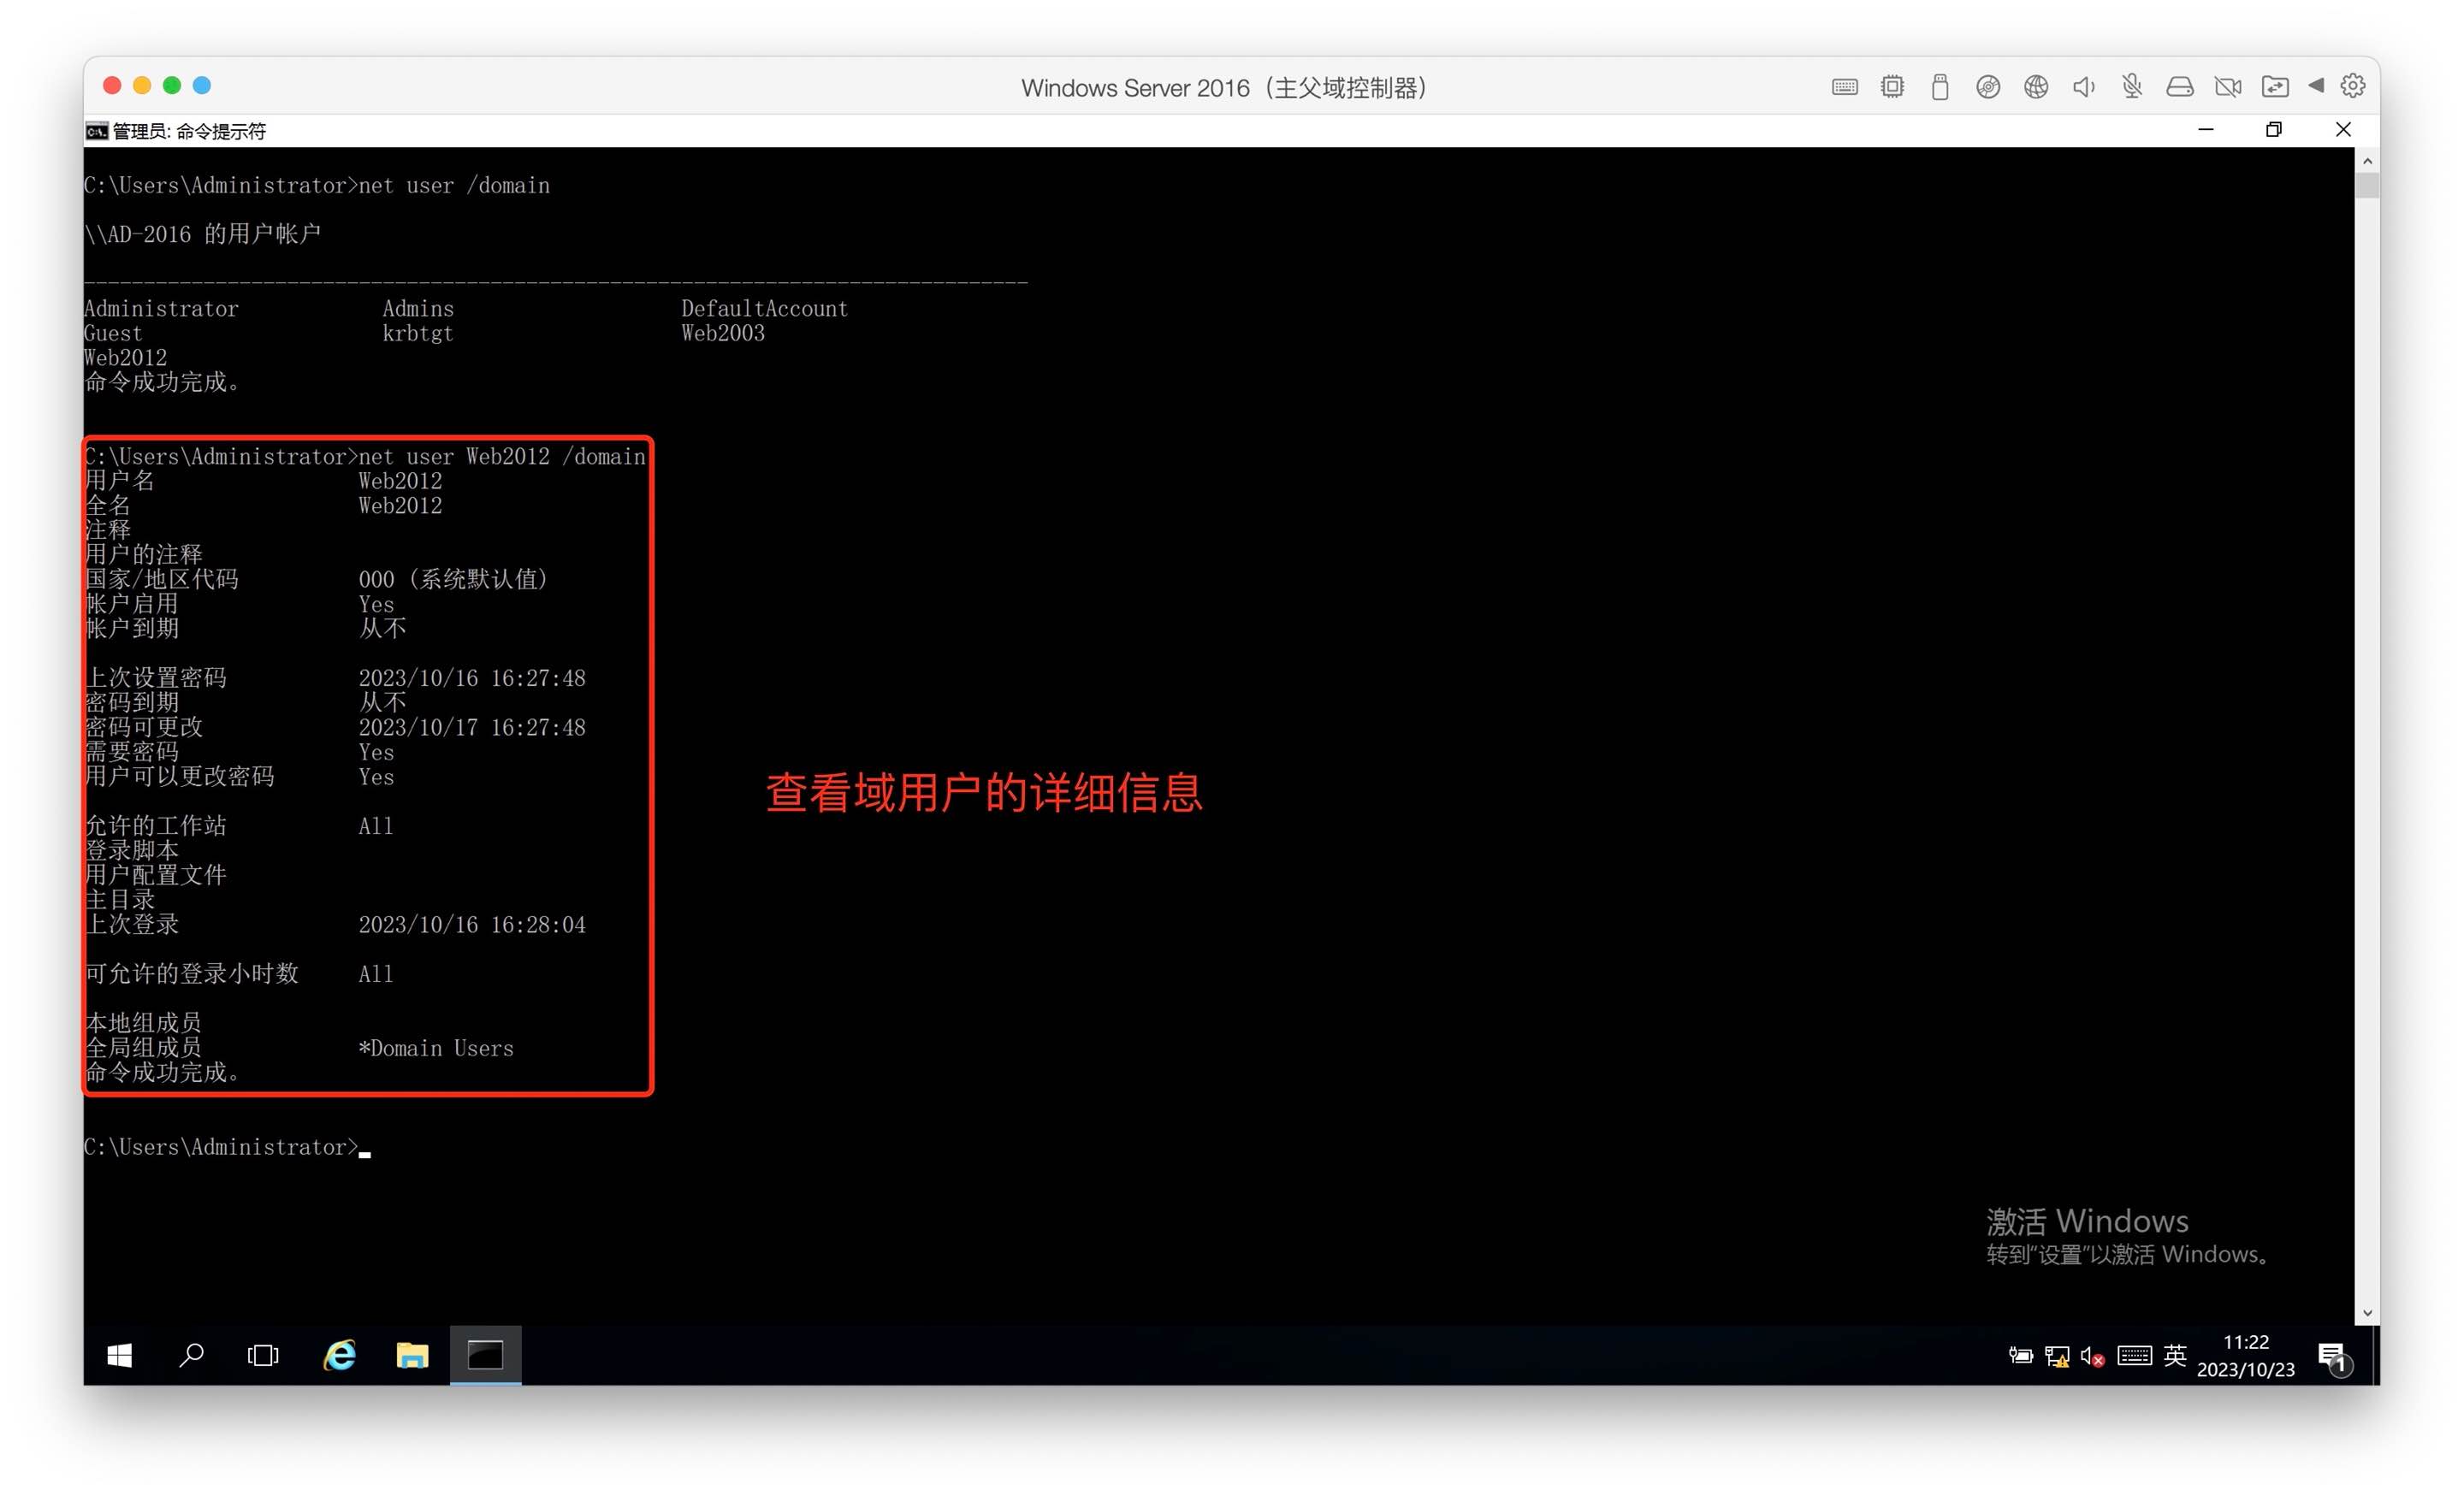 Windows Server 2016（主父域控制器）
管理员: 命令提示符
C:\Users\Administrator>net user /domain
\\AD-2016 的用户帐户
-------------------------------------------------------------------------------
Administrator            Admins                   DefaultAccount
Guest                    krbtgt                   Web2003
Web2012
命令成功完成。
C:\Users\Administrator>net user Web2012 /domain
用户名                 Web2012
全名                   Web2012
注释
用户的注释
国家/地区代码          000 (系统默认值)
帐户启用               Yes
帐户到期               从不
上次设置密码           2023/10/16 16:27:48
密码到期               从不
密码可更改             2023/10/17 16:27:48
需要密码               Yes
用户可以更改密码       Yes
查看域用户的详细信息
允许的工作站           All
登录脚本
用户配置文件
主目录
上次登录               2023/10/16 16:28:04
可允许的登录小时数     All
本地组成员
全局组成员             *Domain Users
命令成功完成。
C:\Users\Administrator>
激活 Windows
转到“设置”以激活 Windows。
英
11:22
2023/10/23
1